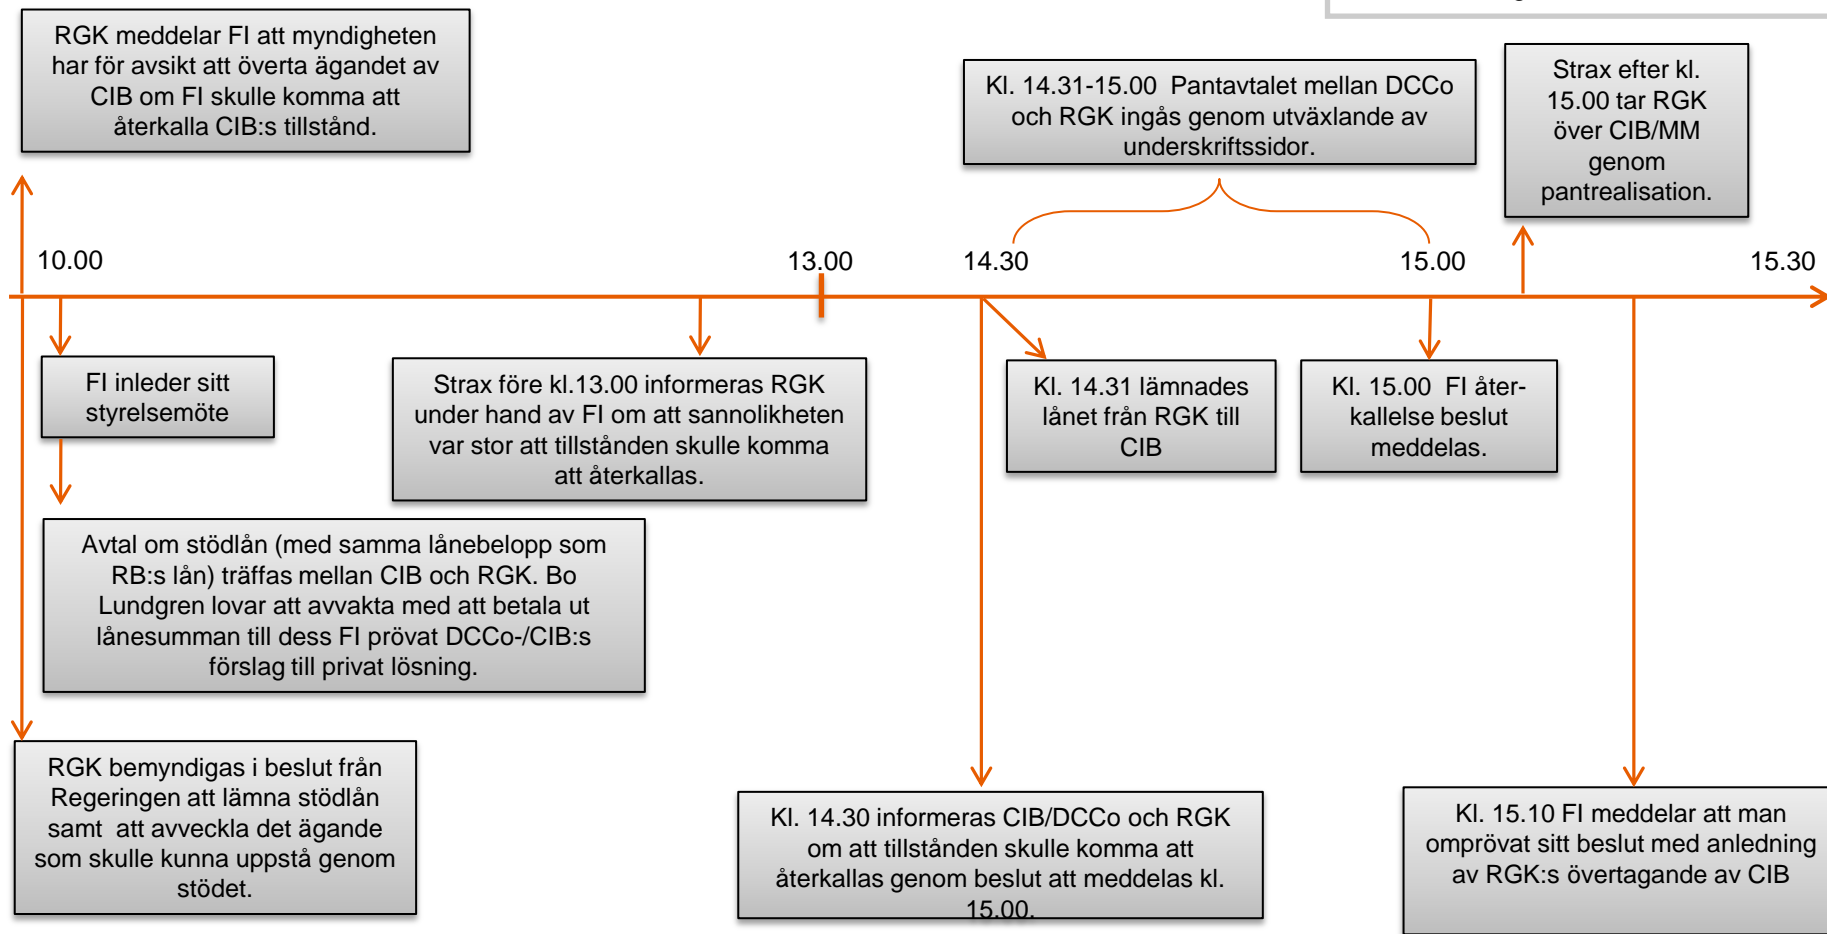 RGK meddelar FI att myndigheten
har för avsikt att överta ägandet av
CIB om FI skulle komma att
återkalla CIB:s tillstånd.
Kl. 14.31-15.00  Pantavtalet mellan DCCo
och RGK ingås genom utväxlande av
underskriftssidor.
Strax efter kl.
15.00 tar RGK
över CIB/MM
genom
pantrealisation.
10.00
13.00
14.30
15.00
15.30
FI inleder sitt
styrelsemöte
Strax före kl.13.00 informeras RGK
under hand av FI om att sannolikheten
var stor att tillstånden skulle komma
att återkallas.
Kl. 14.31 lämnades
lånet från RGK till
CIB
Kl. 15.00  FI åter-
kallelse beslut
meddelas.
Avtal om stödlån (med samma lånebelopp som
RB:s lån) träffas mellan CIB och RGK. Bo
Lundgren lovar att avvakta med att betala ut
lånesumman till dess FI prövat DCCo-/CIB:s
förslag till privat lösning.
RGK bemyndigas i beslut från
Regeringen att lämna stödlån
samt  att avveckla det ägande
som skulle kunna uppstå genom
stödet.
Kl. 14.30 informeras CIB/DCCo och RGK
om att tillstånden skulle komma att
återkallas genom beslut att meddelas kl.
15.00.
Kl. 15.10 FI meddelar att man
omprövat sitt beslut med anledning
av RGK:s övertagande av CIB